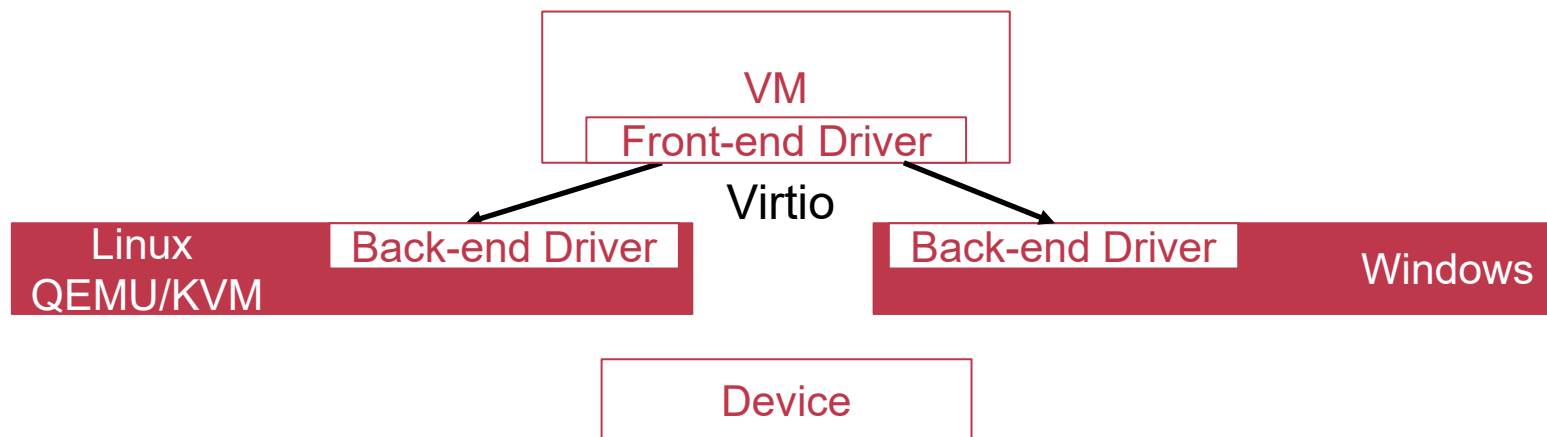 VM
Front-end Driver
Virtio
Linux
QEMU/KVM
Back-end Driver
Back-end Driver
Windows
Device